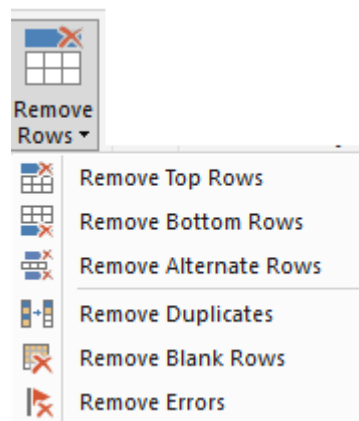 Remove
Rows
Remove Top Rows
Remove Bottom Rows
Remove Alternate Rows
Remove Duplicates
Remove Blank Rows
Remove Errors